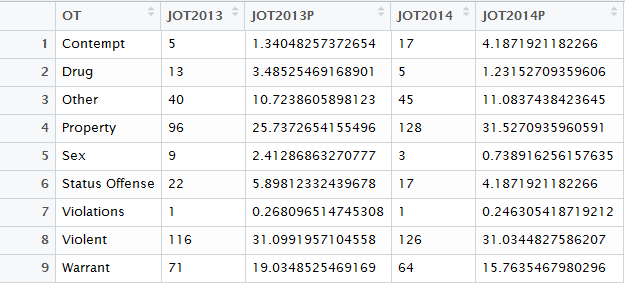 OT JOT2013 JOT2013P JOT2014 JOT2014P
1 Contempt 5 1.34048257372654 17 4.1871921182266
2 Drug 13 3.48525469168901 5 1.23152709359606
3 Other 40 10.7238605898123 45 11.0837438423645
4 Property 96 25.7372654155496 128 31.5270935960591
5 Sex 9 2.41286863270777 3 0.738916256157635
6 Status Offense 22 5.89812332439678 17 4.1871921182266
7 Violations 1 0.268096514745308 1 0.246305418719212
8 Violent 116 31.0991957104558 126 31.0344827586207
9 Warrant 71 19.0348525469169 64 15.7635467980296